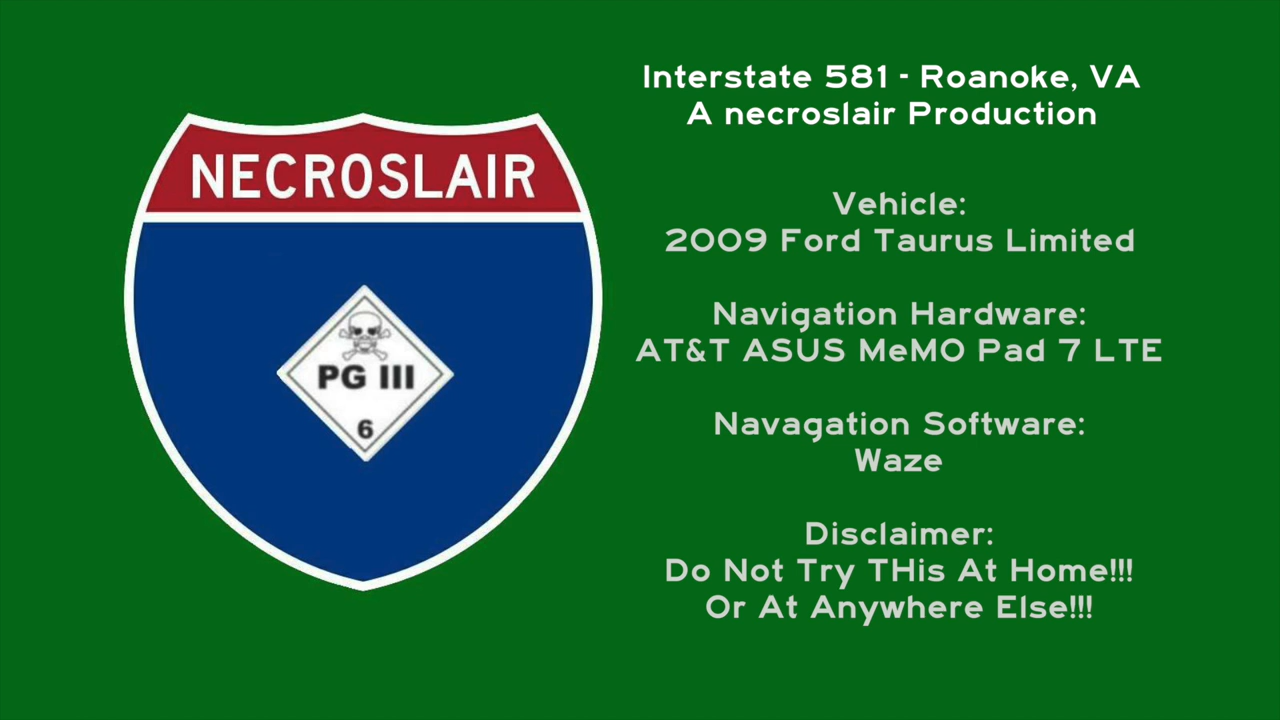 NECROSLAIR
PG III
6
Interstate 581 - Roanoke, VA
A necroslair Production
Vehicle:
2009 Ford Taurus Limited
Navigation Hardware:
AT&T ASUS MeMO Pad 7 LTE
Navagation Software:
Waze
Disclaimer:
Do Not Try THis At Home!!!
Or At Anywhere Else!!!